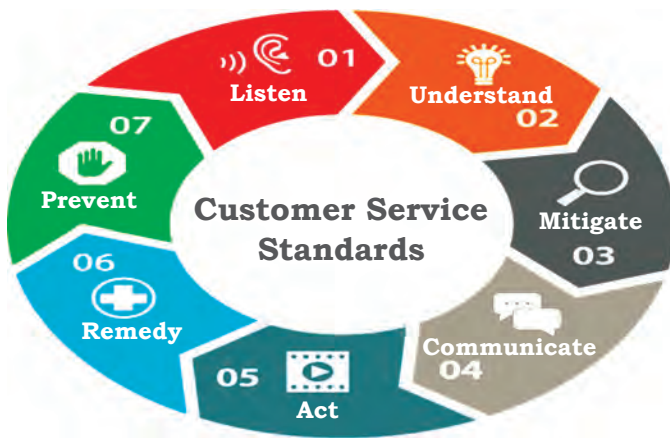 Customer Service
Standards
01
Listen
Understand
02
Mitigate
03
Communicate
04
05
Act
06
Remedy
07
Prevent